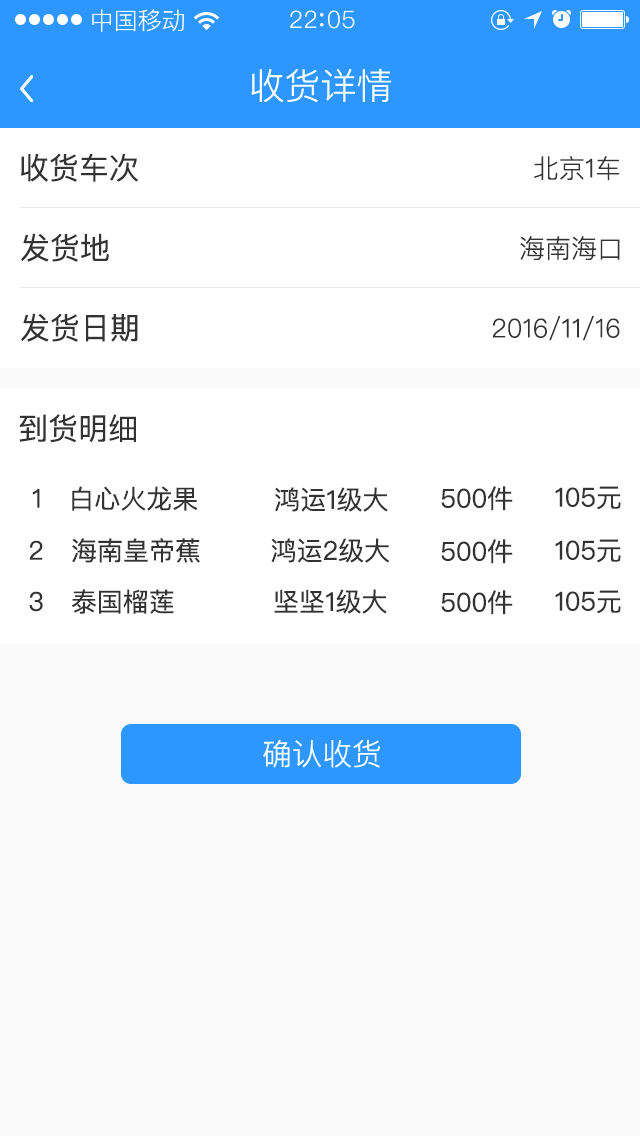 中国移动 22:05
收货详情
收货车次 北京1车
发货地 海南海口
发货日期 2016/11/16
到货明细
1 白心火龙果 鸿运1级大 500件 105元
2 海南皇帝蕉 鸿运2级大 500件 105元
3 泰国榴莲 坚坚1级大 500件 105元
确认收货